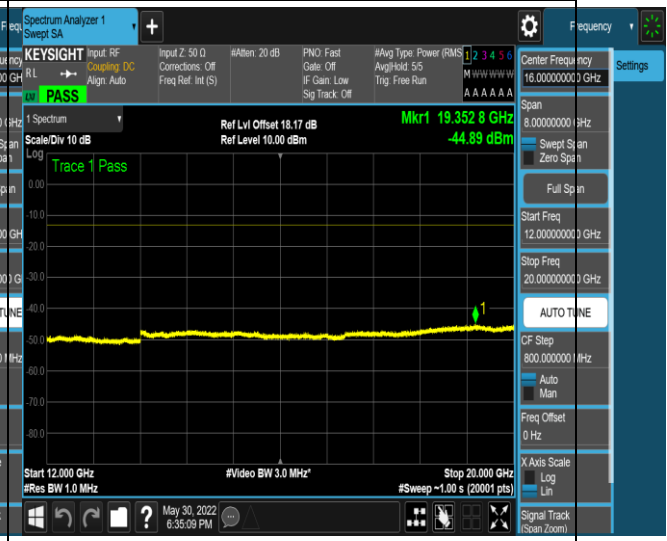 Spectrum Analyzer 1
Swept SA
Frequency
KEYSIGHT
RL
LXI
PASS
Input: RF
Coupling: DC
Align: Auto
Input Z: 50 Ω
Corrections: Off
Freq Ref: Int (S)
#Atten: 20 dB
PNO: Fast
Gate: Off
IF Gain: Low
Sig Track: Off
#Avg Type: Power (RMS
Avg|Hold: 5/5
Trig: Free Run
1 2 3 4 5 6
M W W W W W
A A A A A A
1 Spectrum
Scale/Div 10 dB
Log
Ref Lvl Offset 18.17 dB
Ref Level 10.00 dBm
Mkr1 19.352 8 GHz
-44.89 dBm
Trace 1 Pass
0.00
-10.0
-20.0
-30.0
-40.0
-50.0
-60.0
-70.0
-80.0
1
Start 12.000 GHz
#Res BW 1.0 MHz
#Video BW 3.0 MHz*
Stop 20.000 GHz
#Sweep ~1.00 s (20001 pts)
May 30, 2022
6:35:09 PM
?
Center Frequency
16.000000000 GHz
Settings
Span
8.00000000 GHz
Swept Span
Zero Span
Full Span
Start Freq
12.000000000 GHz
Stop Freq
20.000000000 GHz
AUTO TUNE
CF Step
800.000000 MHz
Auto
Man
Freq Offset
0 Hz
X Axis Scale
Log
Lin
Signal Track
(Span Zoom)